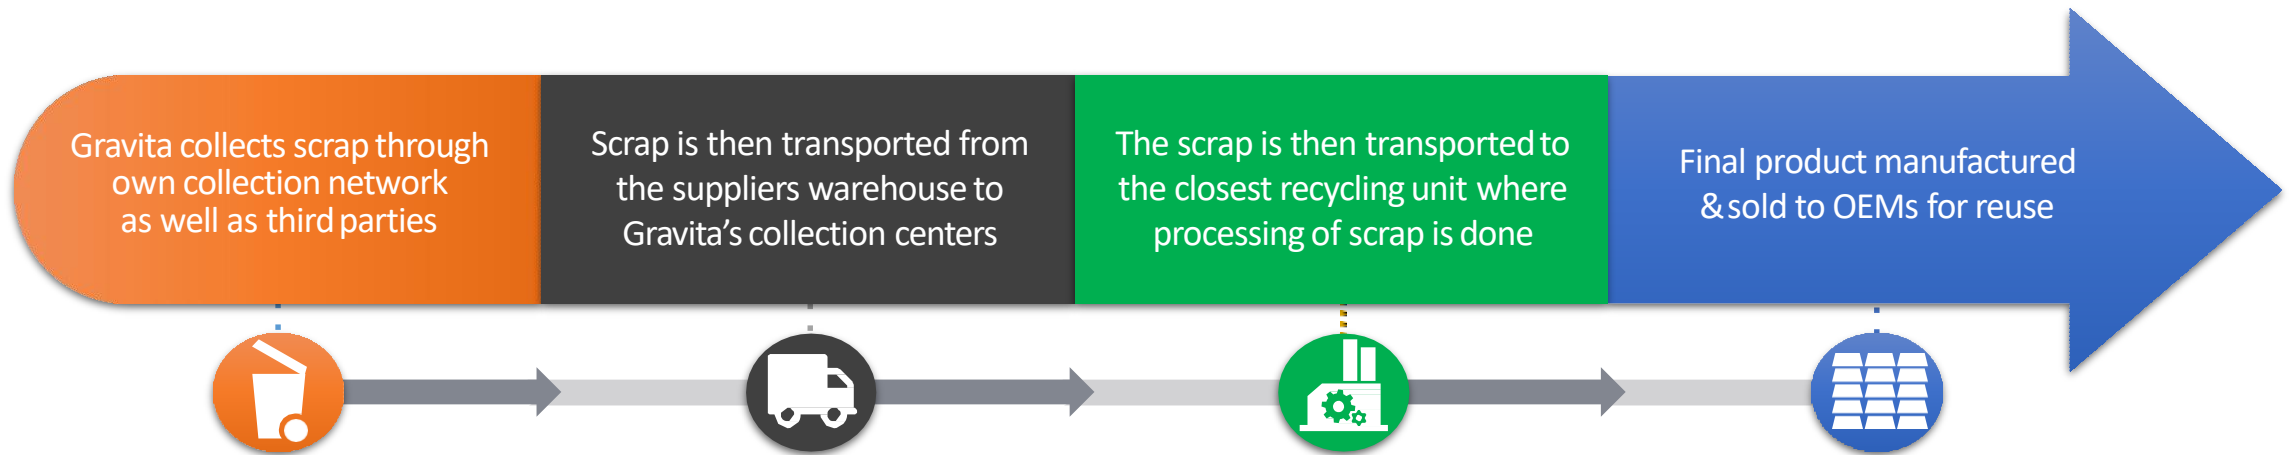 Gravita collects scrap through
own collection network
as well as third parties
Scrap is then transported from
the suppliers warehouse to
Gravita's collection centers
The scrap is then transported to
the closest recycling unit where
processing of scrap is done
Final product manufactured
& sold to OEMs for reuse